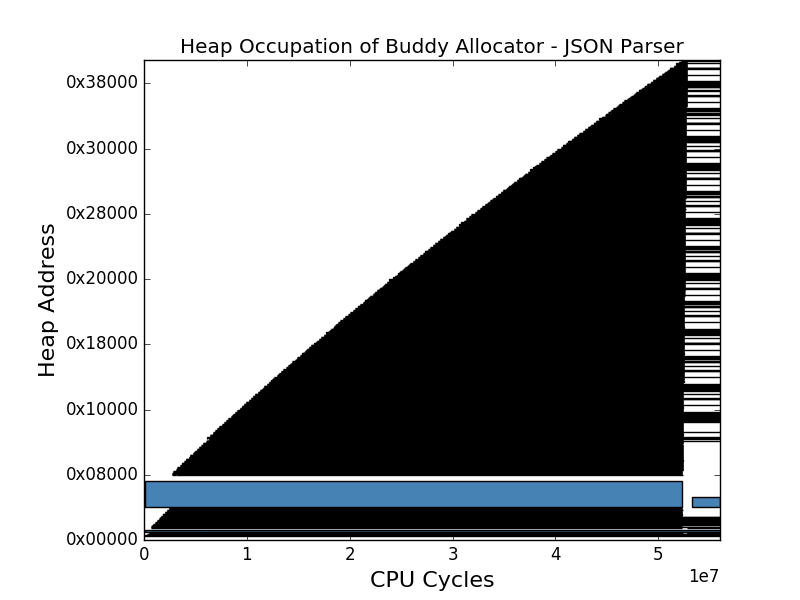 Heap Occupation of Buddy Allocator - JSON Parser
0x38000
0x30000
0x28000
0x20000
0x18000
0x10000
0x08000
0x00000
Heap Address
0 1 2 3 4 5
1e7
CPU Cycles